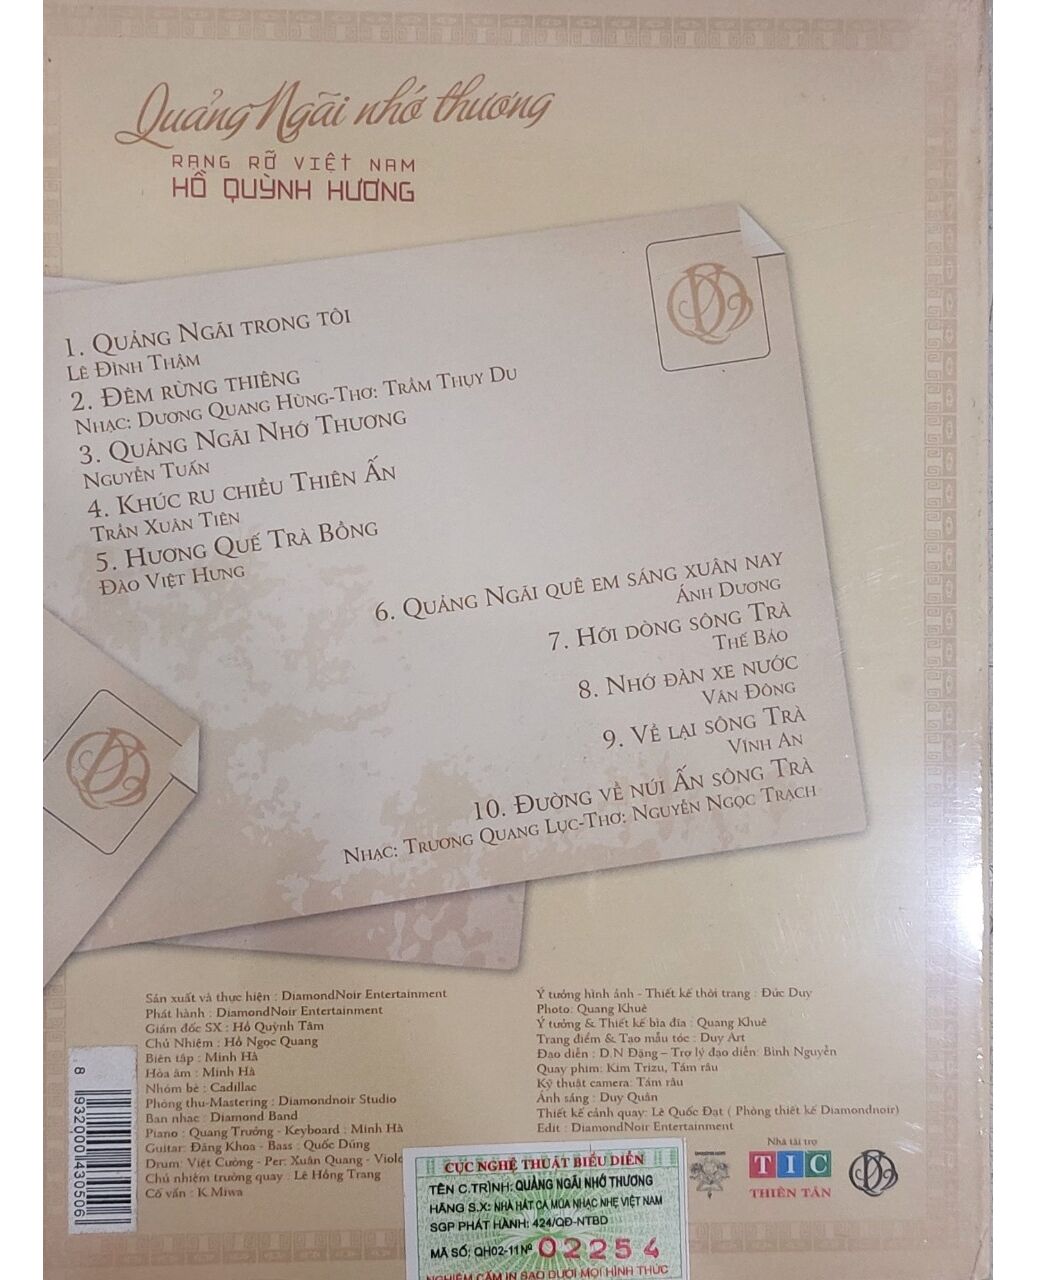 Quảng Ngãi nhớ thương
RẠNG RỠ VIỆT NAM
HỒ QUỲNH HƯƠNG
1. QUẢNG NGÃI TRONG TÔI
LÊ ĐÌNH THẬM
2. ĐÊM RỪNG THIÊNG
NHẠC: DƯƠNG QUANG HÙNG-THƠ: TRẦM THỤY DU
3. QUẢNG NGÃI NHỚ THƯƠNG
NGUYỄN TUẤN
4. KHÚC RU CHIỀU THIÊN ẤN
TRẦN XUÂN TIÊN
5. HƯƠNG QUẾ TRÀ BỒNG
ĐÀO VIỆT HƯNG
6. QUẢNG NGÃI QUÊ EM SÁNG XUÂN NAY
ÁNH DƯƠNG
7. HỚI DÒNG SÔNG TRÀ
THẾ BẢO
8. NHỚ ĐÀN XE NƯỚC
VĂN ĐÔNG
9. VỀ LẠI SÔNG TRÀ
VĨNH AN
10. ĐƯỜNG VỀ NÚI ẤN SÔNG TRÀ
NHẠC: TRƯƠNG QUANG LỤC-THƠ: NGUYỄN NGỌC TRẠCH
Sản xuất và thực hiện : DiamondNoir Entertainment
Phát hành : DiamondNoir Entertainment
Giám đốc SX : Hồ Quỳnh Tâm
Chủ Nhiệm : Hồ Ngọc Quang
Biên tập : Minh Hà
Hòa âm : Minh Hà
Nhóm bè : Cadillac
Phòng thu-Mastering : Diamondnoir Studio
Ban nhạc : Diamond Band
Piano : Quang Trưởng - Keyboard : Minh Hà
Guitar: Đăng Khoa - Bass : Quốc Dũng
Drum: Việt Cường - Per: Xuân Quang -
Chủ nhiệm trường quay : Lê Hồng Trang
Cố vấn : K.Miwa
Ý tưởng hình ảnh - Thiết kế thời trang : Đức Duy
Photo: Quang Khuê
Ý tưởng & Thiết kế bìa đĩa : Quang Khuê
Trang điểm & Tạo mẫu tóc : Duy Art
Đạo diễn : D.N Đặng – Trợ lý đạo diễn: Bình Nguyễn
Quay phim: Kim Trizu, Tám râu
Kỹ thuật camera: Tám râu
Ánh sáng : Duy Quân
Thiết kế cảnh quay: Lê Quốc Đạt ( Phòng thiết kế Diamondnoir)
Edit : DiamondNoir Entertainment
Nhà tài trợ
TIC
THIÊN TÂN
8 932000 430506
CỤC NGHỆ THUẬT BIỂU DIỄN
TÊN C.TRÌNH: QUẢNG NGÃI NHỚ THƯƠNG
HÃNG S.X: NHÀ HÁT CA MÚA NHẠC NHẸ VIỆT NAM
SGP PHÁT HÀNH: 424/QĐ-NTBD
MÃ SỐ: QH02-11 Nº 02254
NGHIÊM CẤM IN SAO DƯỚI MỌI HÌNH THỨC